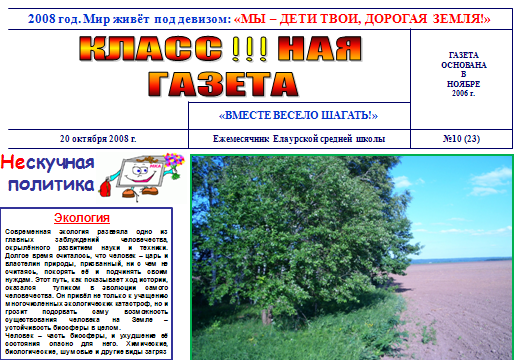 2008 год. Мир живёт под девизом: «МЫ – ДЕТИ ТВОИ, ДОРОГАЯ ЗЕМЛЯ!»
КЛАСС!!!НАЯ
ГАЗЕТА
ГАЗЕТА
ОСНОВАНА
В
НОЯБРЕ
2006 г.
«ВМЕСТЕ ВЕСЕЛО ШАГАТЬ!»
20 октября 2008 г.
Ежемесячник Елаурской средней школы
№10 (23)
Нескучная
политика
Экология
Современная экология развеяла одно из
главных заблуждений человечества,
окрылённого развитием науки и техники.
Долгое время считалось, что человек – царь и
властелин природы, призванный, ни с чем не
считаясь, покорять её и подчинять своим
нуждам. Этот путь, как показывает ход истории,
оказался тупиком в эволюции самого
человечества. Он привёл не только к учащению
многочисленных экологических катастроф, но и
грозит подорвать саму возможность
существования человека на Земле –
устойчивость биосферы в целом.
Человек – часть биосферы, и ухудшение её
состояния опасно для него. Химические,
биологические, шумовые и другие виды загряз